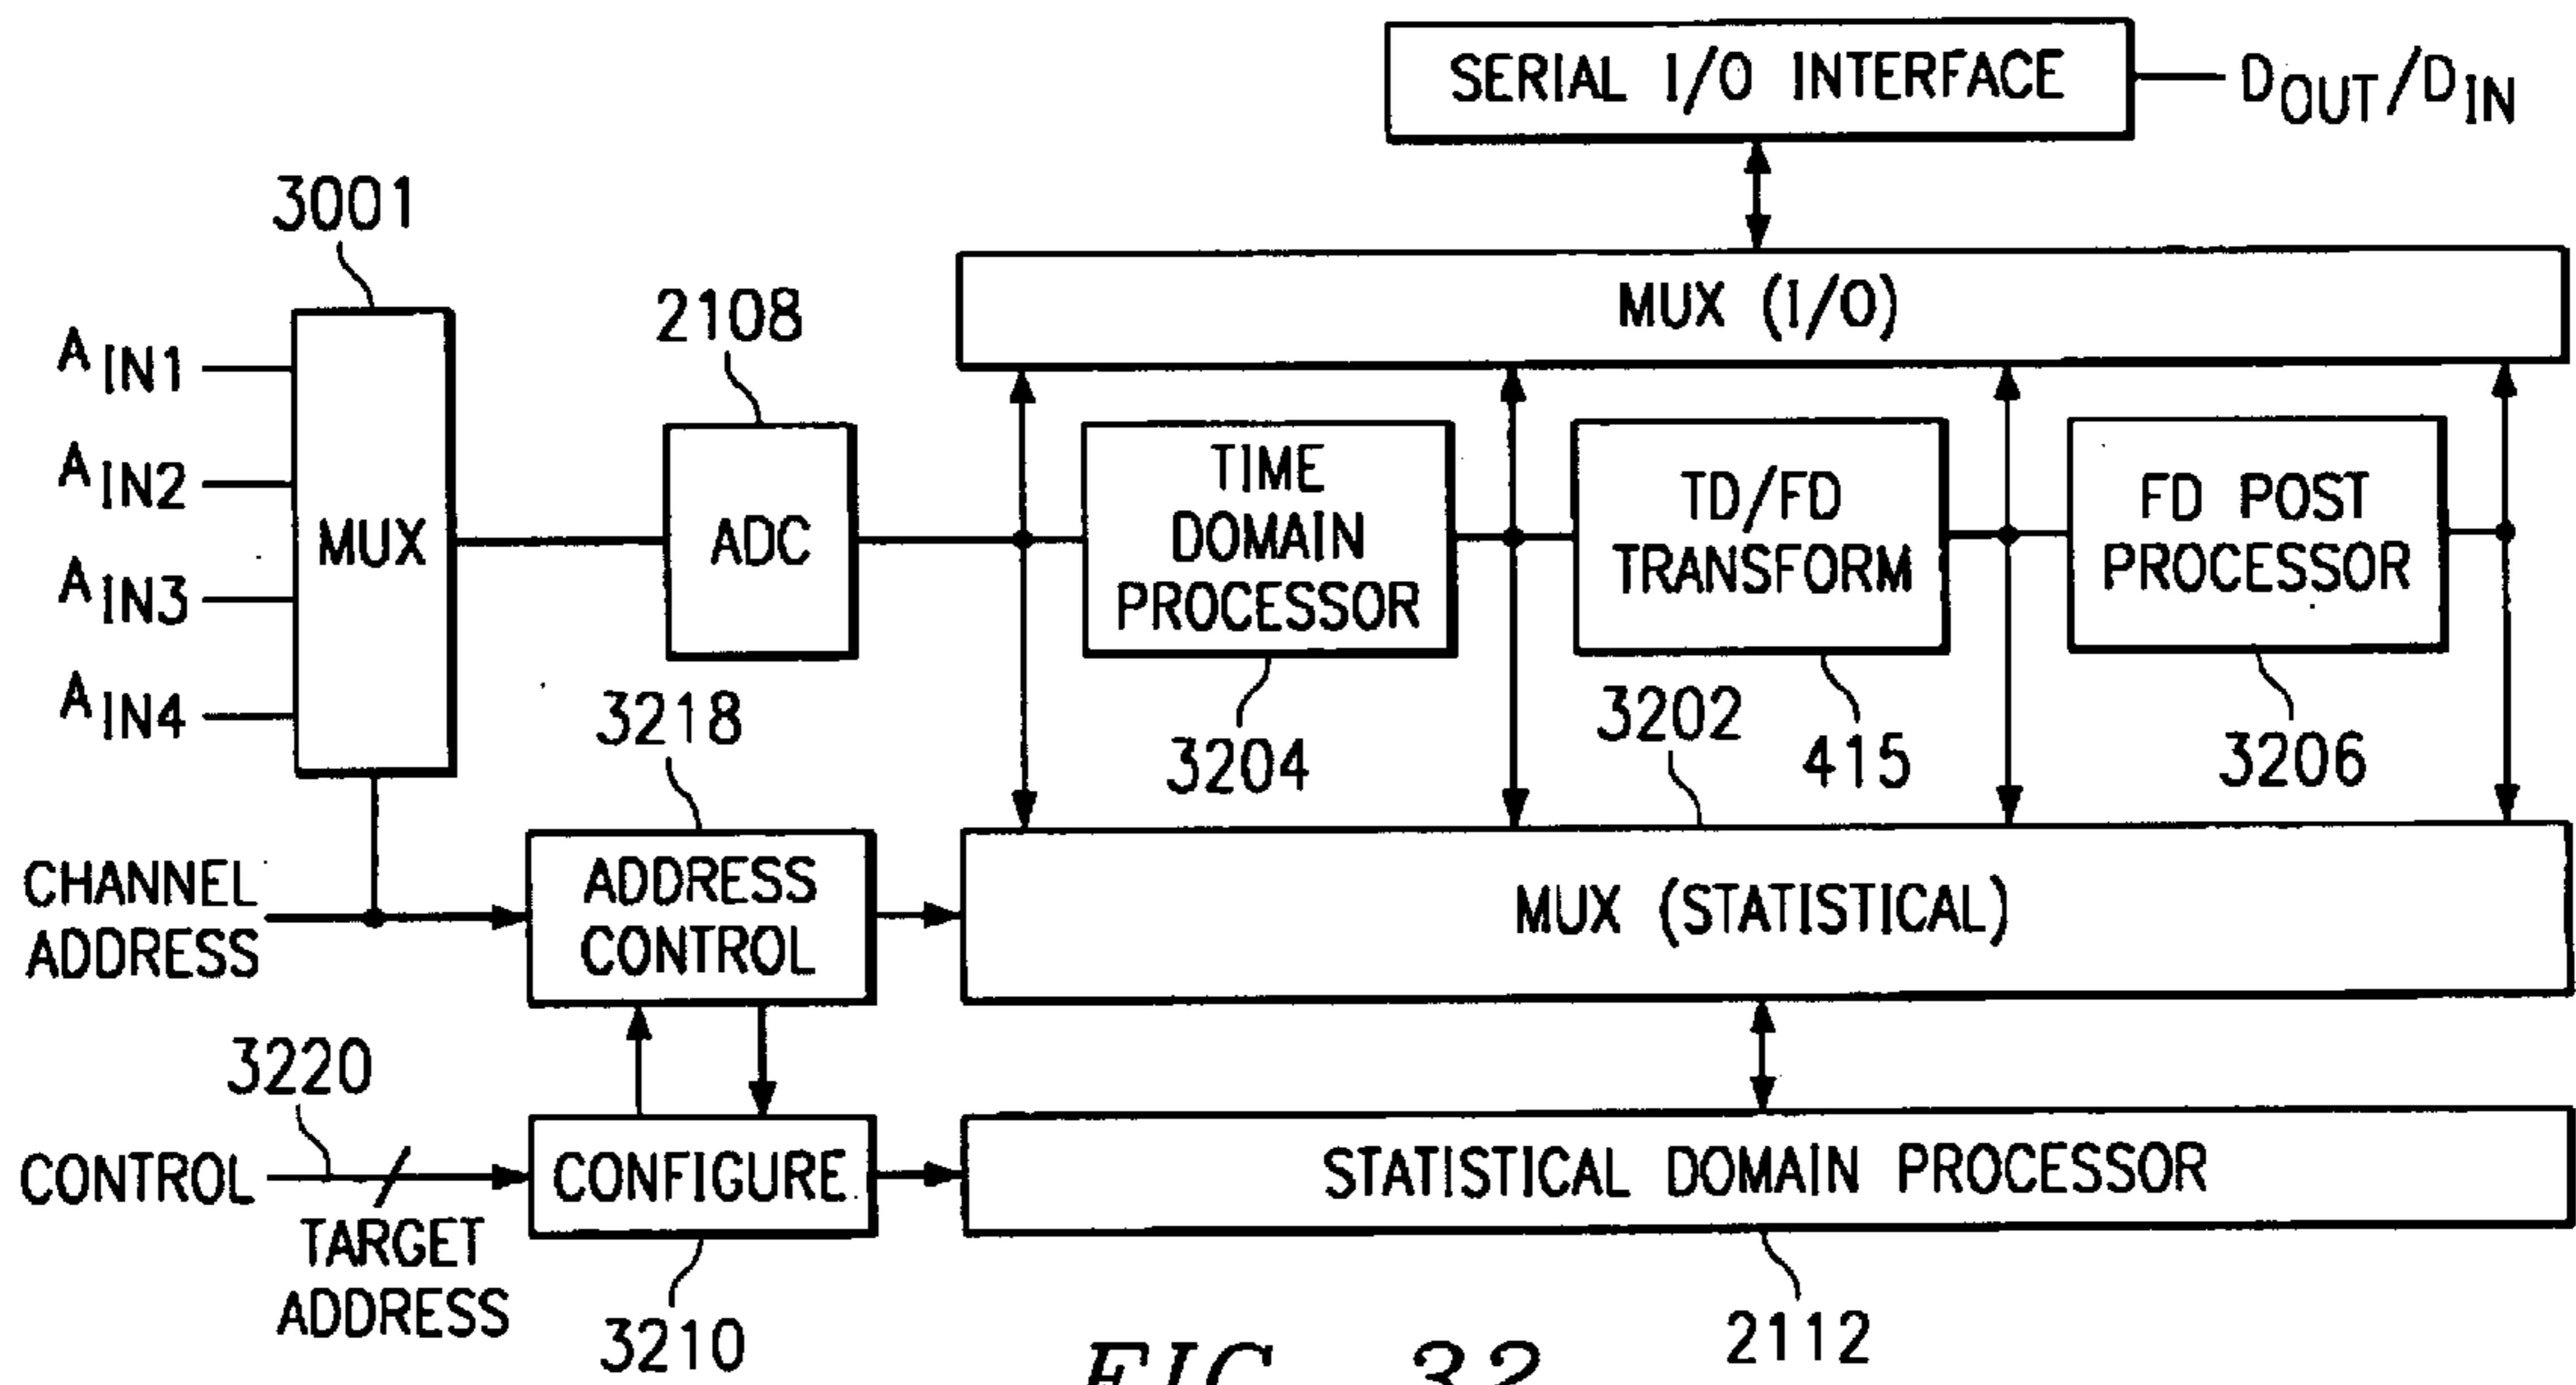 SERIAL I/O INTERFACE
DOUT/DIN
3001
2108
MUX (I/O)
AIN1
AIN2
AIN3
AIN4
MUX
ADC
TIME
DOMAIN
PROCESSOR
TD/FD
TRANSFORM
FD POST
PROCESSOR
3218
3204
3202
415
3206
CHANNEL
ADDRESS
ADDRESS
CONTROL
MUX (STATISTICAL)
3220
CONTROL
TARGET
ADDRESS
CONFIGURE
STATISTICAL DOMAIN PROCESSOR
3210
2112
FIG. 32